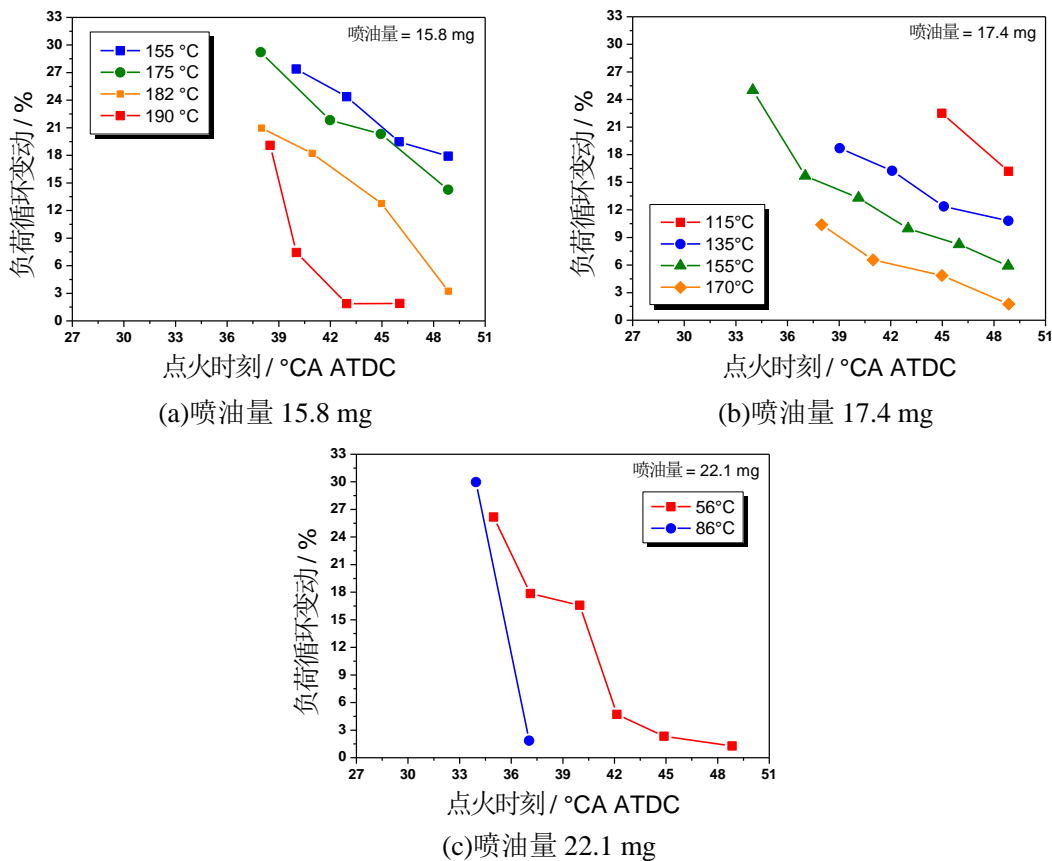 负荷循环变动 / %
33
30
27
24
21
18
15
12
9
6
3
0
喷油量 = 15.8 mg
155 °C
175 °C
182 °C
190 °C
27 30 33 36 39 42 45 48 51
点火时刻 / °CA ATDC
(a)喷油量 15.8 mg
负荷循环变动 / %
33
30
27
24
21
18
15
12
9
6
3
0
喷油量 = 17.4 mg
115°C
135°C
155°C
170°C
27 30 33 36 39 42 45 48 51
点火时刻 / °CA ATDC
(b)喷油量 17.4 mg
负荷循环变动 / %
33
30
27
24
21
18
15
12
9
6
3
0
喷油量 = 22.1 mg
56°C
86°C
27 30 33 36 39 42 45 48 51
点火时刻 / °CA ATDC
(c)喷油量 22.1 mg